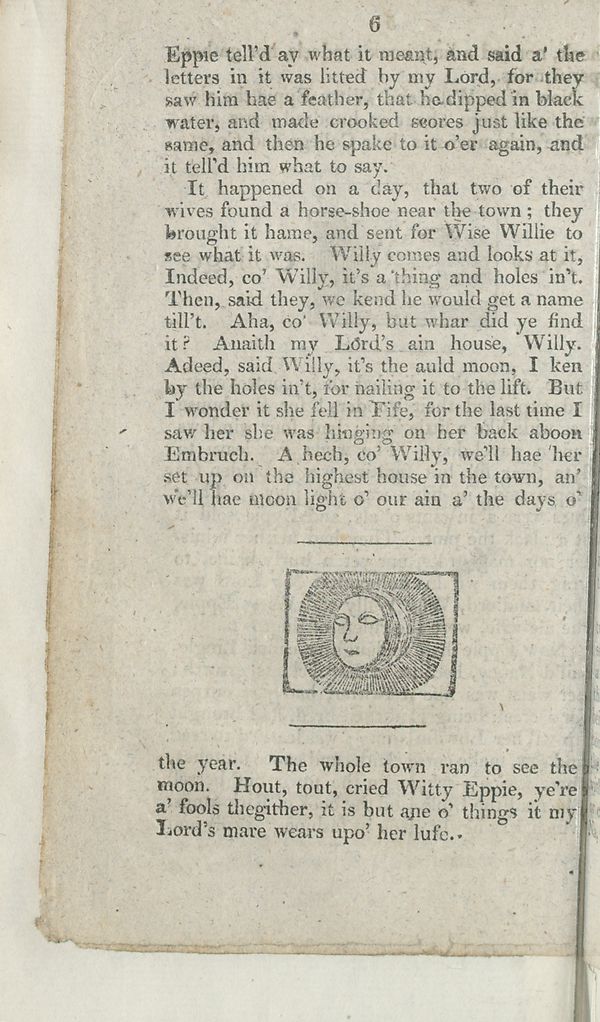 6
Eppie tell'd ay what it meant, and said a' the
letters in it was litted by my Lord, for they
saw him hae a feather, that he dipped in black
water, and made crooked scores just like the
same, and then he spake to it o'er again, and
it tell'd him what to say.
It happened on a day, that two of their
wives found a horse-shoe near the town; they
brought it hame, and sent for Wise Willie to
see what it was. Willy comes and looks at it,
Indeed, co' Willy, it's a thing and holes in't.
Then, said they, we kend he would get a name
till't. Aha, co' Willy, but whar did ye find
it? Anaith my Lord's ain house, Willy.
Adeed, said Willy, it's the auld moon, I ken
by the holes in't, for nailing it to the lift. But
I wonder it she fell in Fife, for the last time I
saw her she was hinging on her back aboon
Embruch. A hech, co' Willy, we'll hae her
set up on the highest house in the town, an'
we'll hae moon light o' our ain a' the days o'
the year. The whole town ran to see the
moon. Hout, tout, cried Witty Eppie, ye're
a' fools thegither, it is but ane o' things it my
Lord's mare wears upo' her lufe.